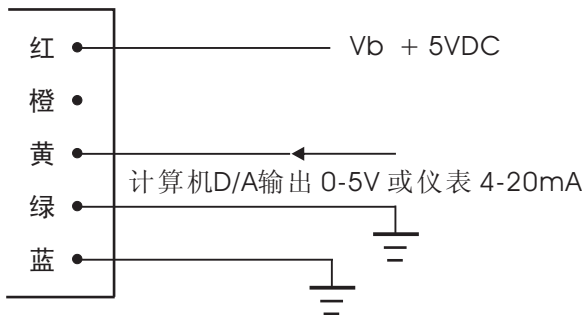 红 Vb + 5VDC
橙
黄
计算机D/A输出 0-5V 或仪表 4-20mA
绿
蓝